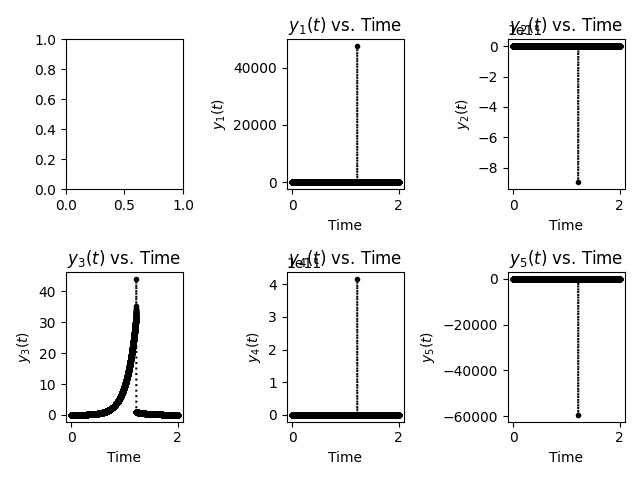 y₁(t) vs. Time
y₂(t) vs. Time
1e11
1.0
0.8
0.6
0.4
0.2
0.0
0.0 0.5 1.0
40000
20000
0
y₁(t)
0 2
Time
0
−2
−4
−6
−8
y₂(t)
0 2
Time
y₃(t) vs. Time
y₄(t) vs. Time
1e11
y₅(t) vs. Time
40
30
20
10
0
y₃(t)
0 2
Time
4
3
2
1
0
y₄(t)
0 2
Time
0
−20000
−40000
−60000
y₅(t)
0 2
Time